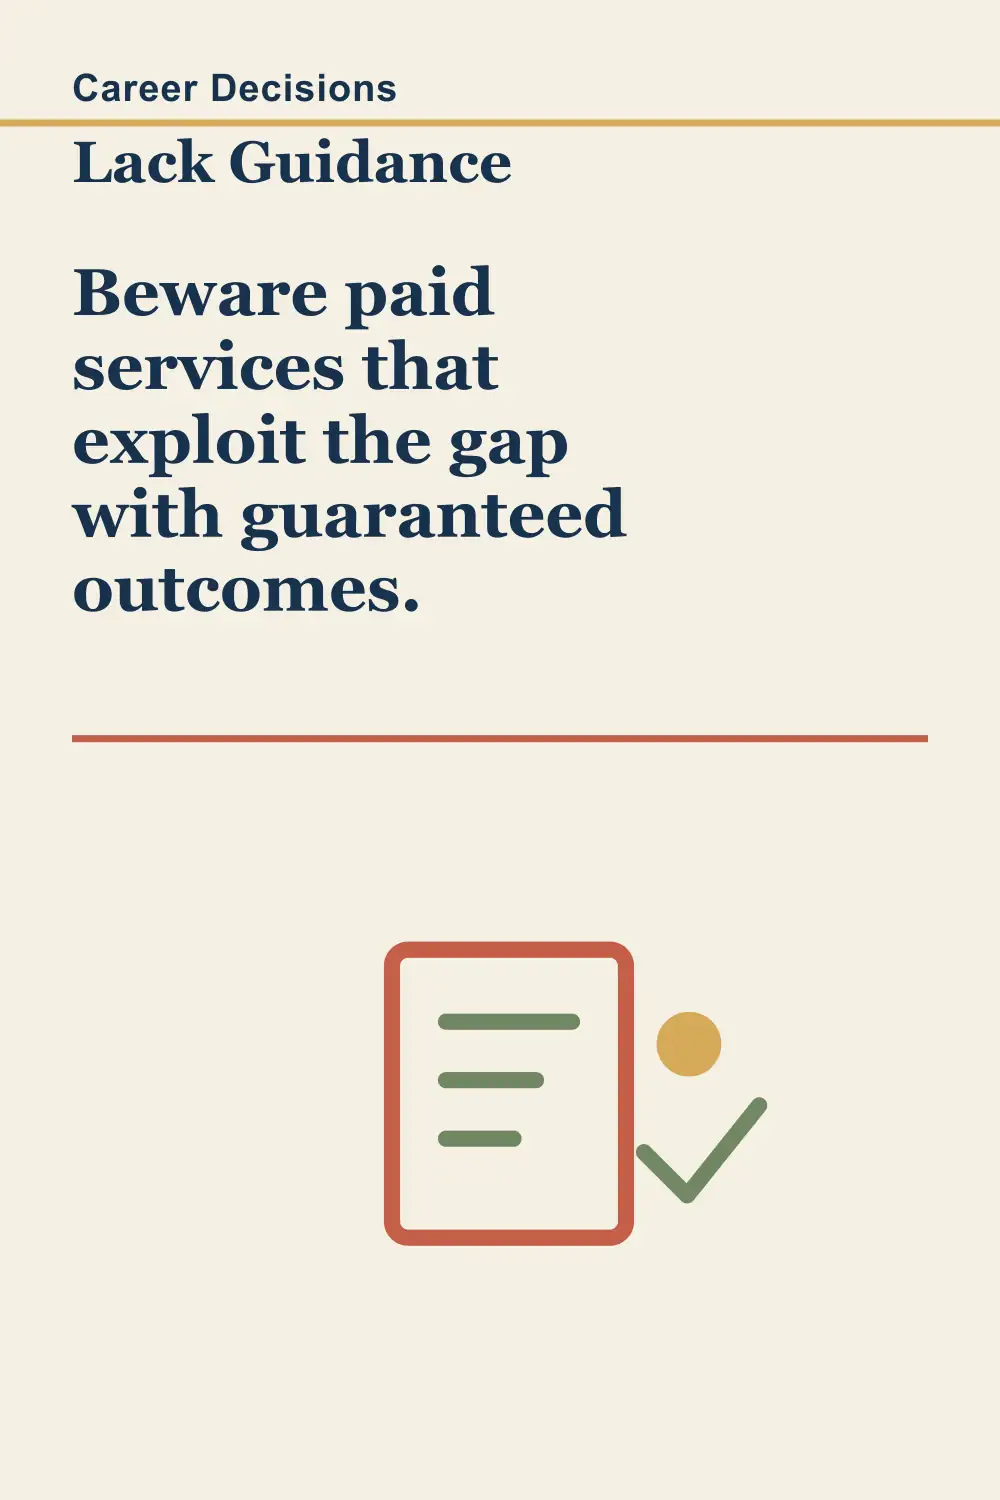 Career Decisions
Lack Guidance
Beware paid
services that
exploit the gap
with guaranteed
outcomes.